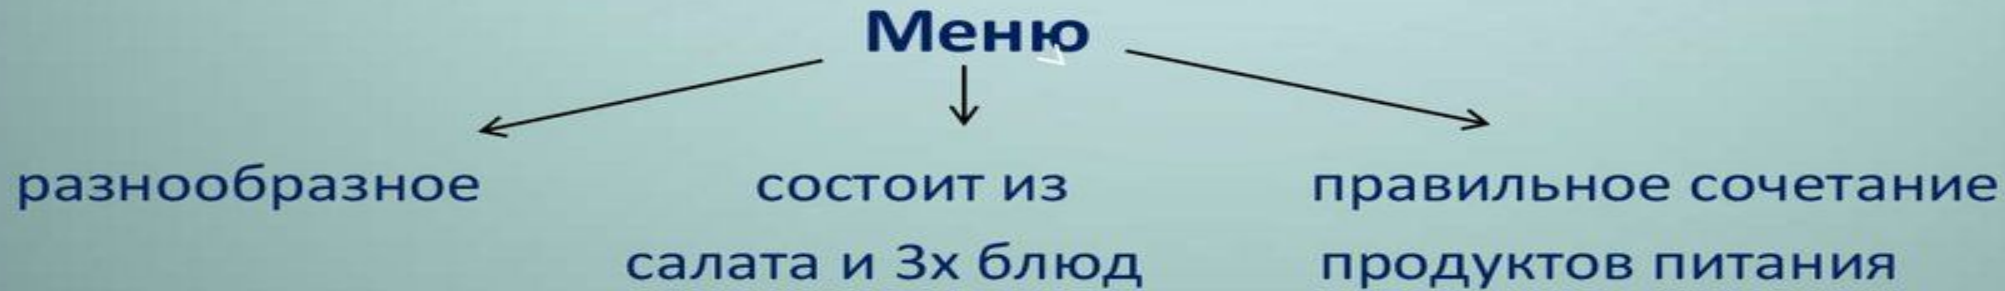 Меню
разнообразное
состоит из
салата и 3х блюд
правильное сочетание
продуктов питания